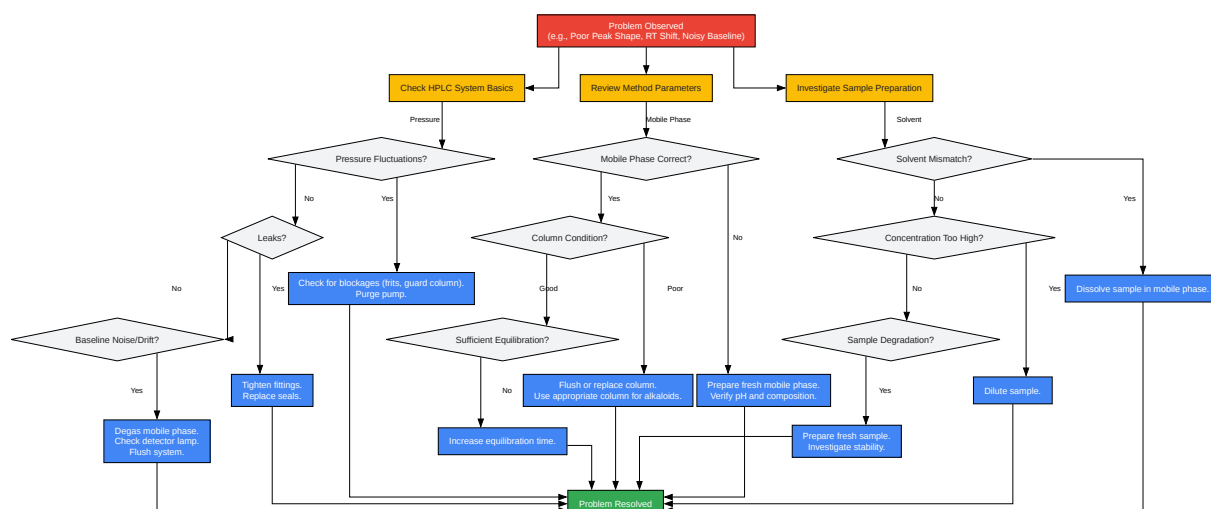 Problem Observed
(e.g., Poor Peak Shape, RT Shift, Noisy Baseline)
Check HPLC System Basics
Review Method Parameters
Investigate Sample Preparation
Pressure
Mobile Phase
Solvent
Pressure Fluctuations?
Mobile Phase Correct?
Solvent Mismatch?
No
Yes
Yes
No
Yes
Leaks?
Column Condition?
No
Concentration Too High?
No
Yes
Check for blockages (frits, guard column).
Purge pump.
Good
Poor
No
Yes
Dissolve sample in mobile phase.
Baseline Noise/Drift?
Sufficient Equilibration?
Sample Degradation?
Yes
Tighten fittings.
Replace seals.
No
Flush or replace column.
Use appropriate column for alkaloids.
Prepare fresh mobile phase.
Verify pH and composition.
Yes
Dilute sample.
Degas mobile phase.
Check detector lamp.
Flush system.
Increase equilibration time.
Prepare fresh sample.
Investigate stability.
Problem Resolved